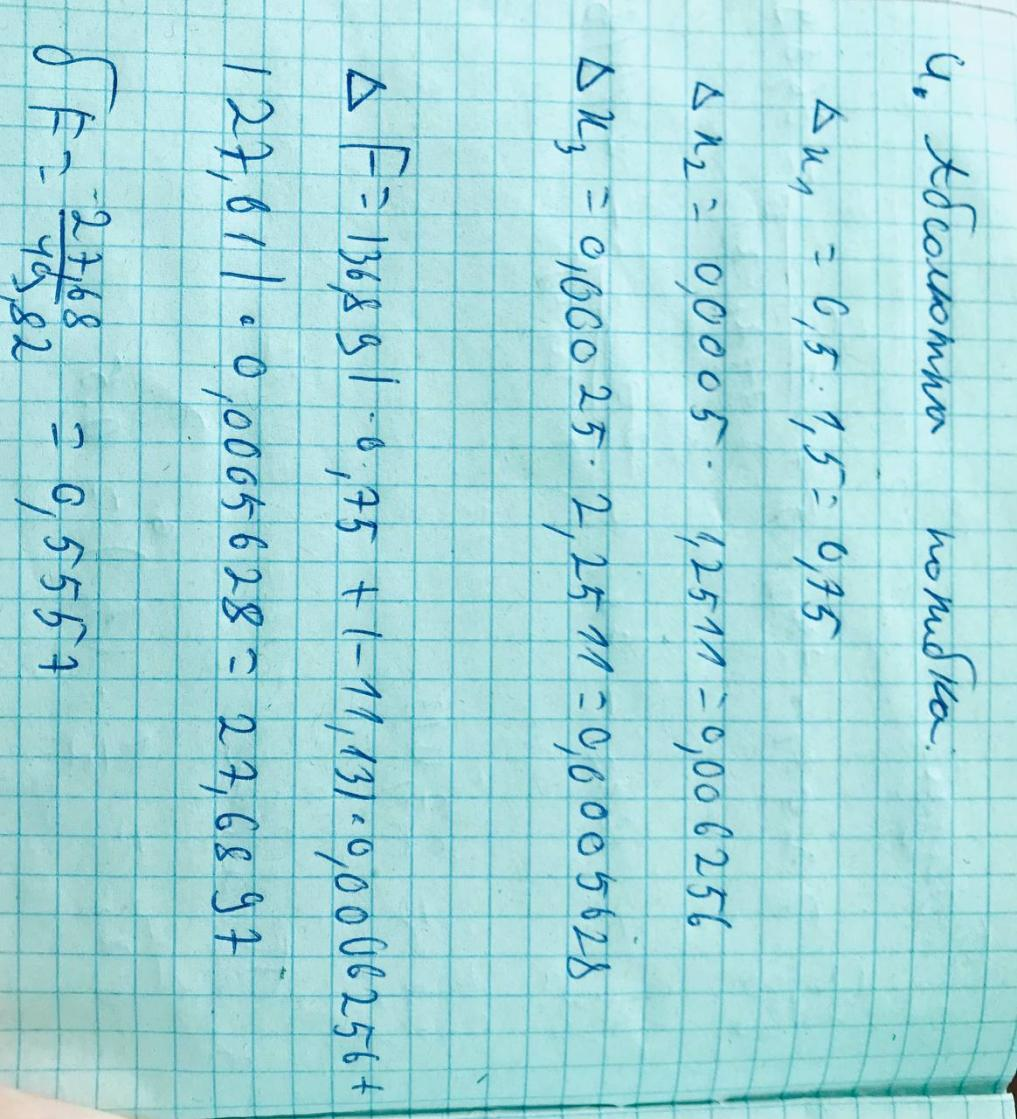 4. Абсолютна похибка.
Δx₁ = 0,5 · 1,5 = 0,75
Δx₂ = 0,0005 · 1,2511 = 0,006256
Δx₃ = 0,00025 · 2,2511 = 0,0005628
ΔF = |36,89| · 0,75 + |-11,13| · 0,0006256 +
|27,61| · 0,0005628 = 27,6897
δF = 27,68/49,82 = 0,5557